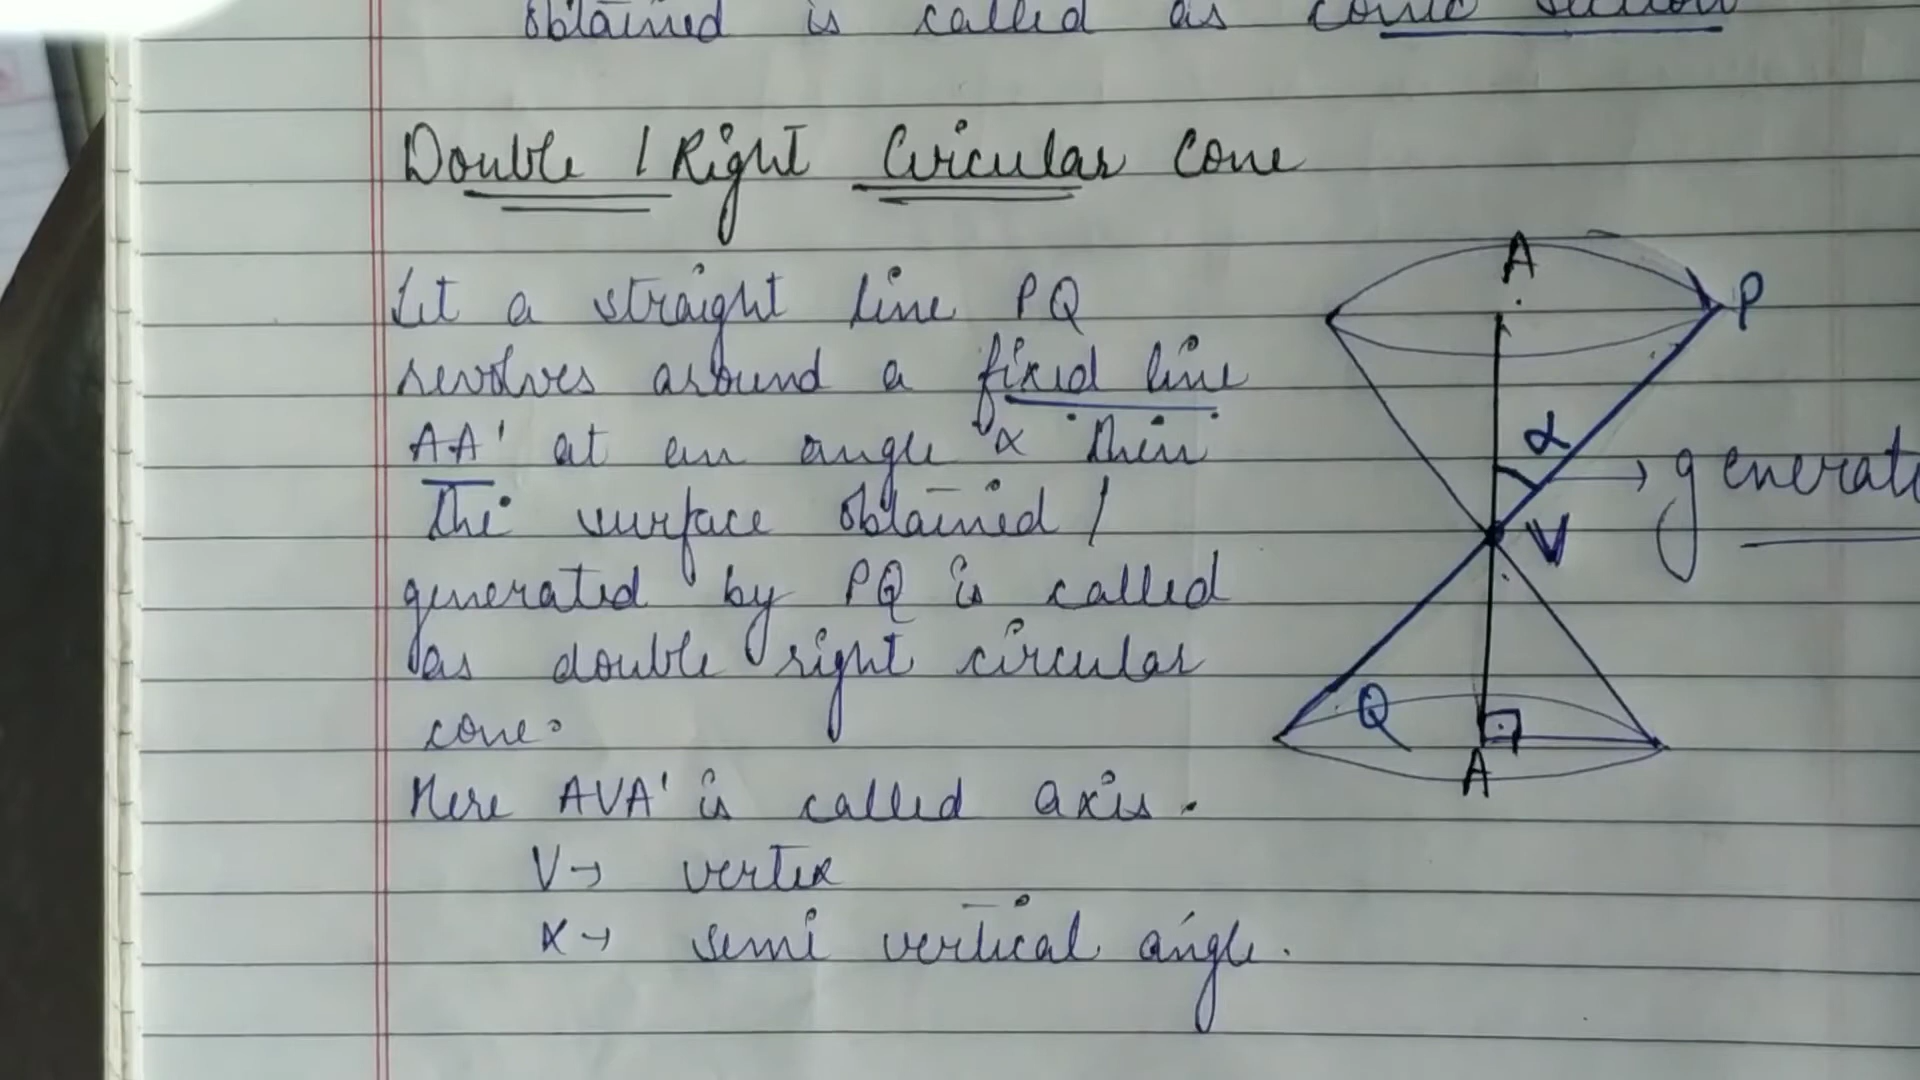 obtained is called as conic section
Double / Right Circular Cone
Let a straight line PQ
revolves around a fixed line
AA' at an angle α then
the surface obtained /
generated by PQ is called
as double right circular
cone.
Here AVA' is called axis.
V → vertex
α → semi vertical angle.
A
P
α
→ generato
V
Q
A